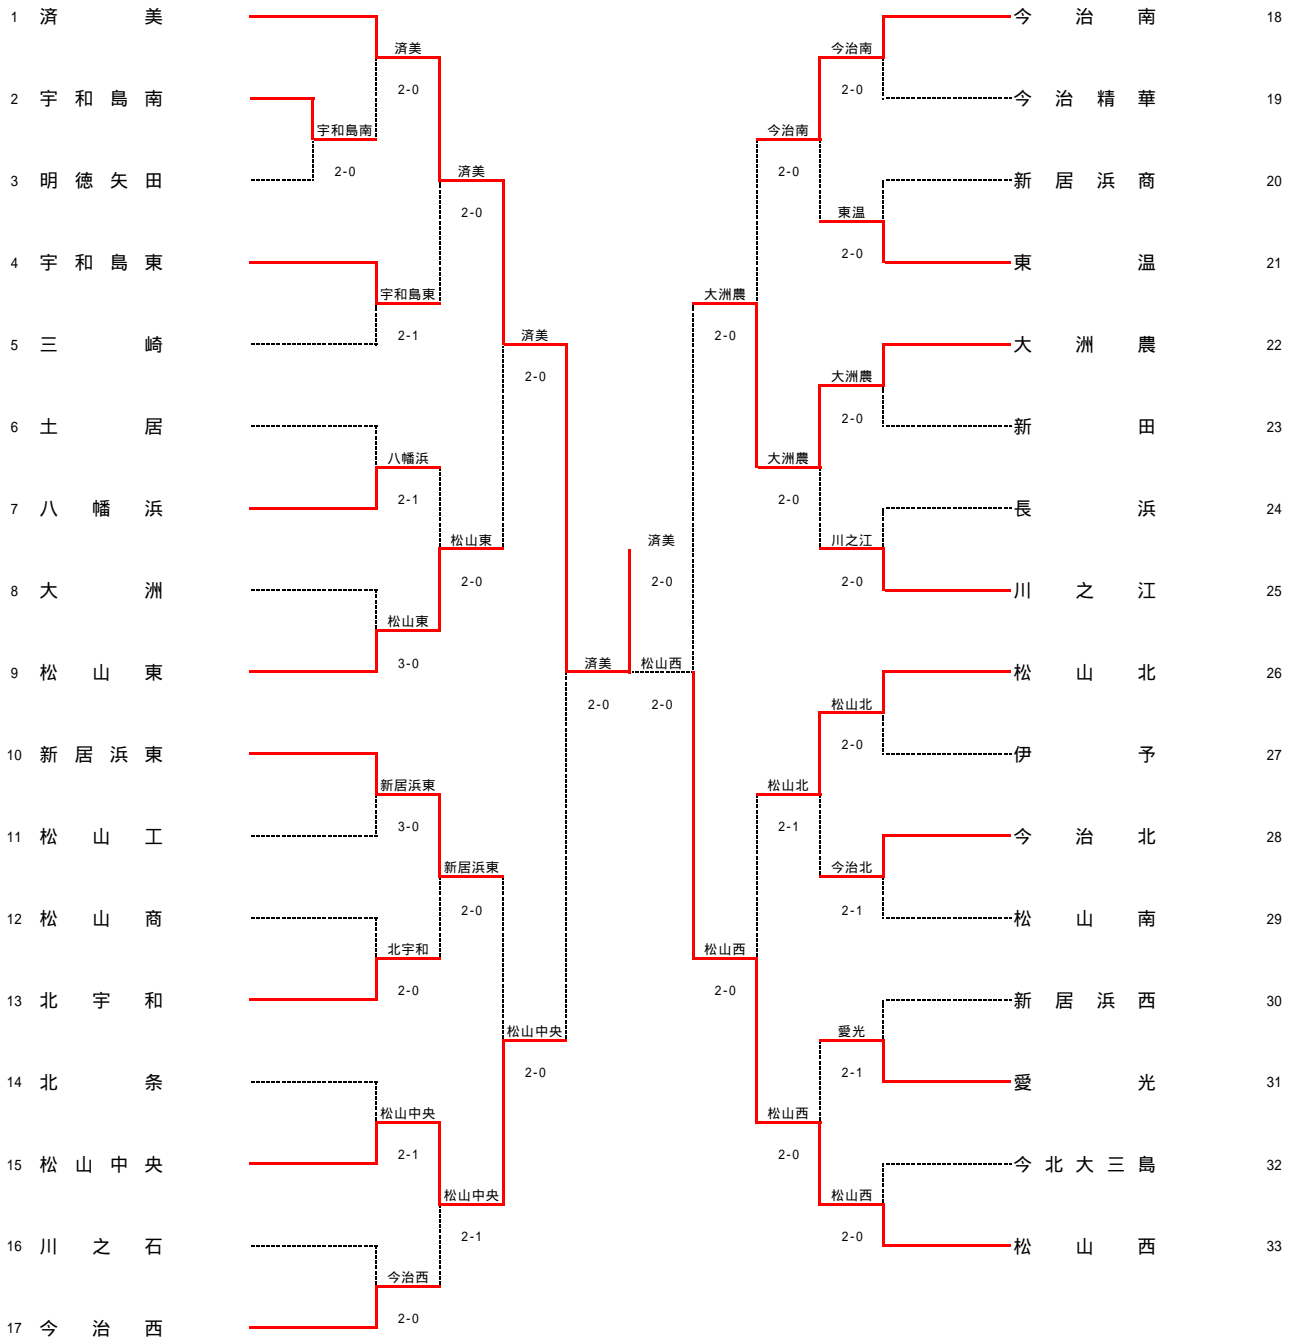 1 済美
済美
2-0
2 宇和島南
宇和島南
2-0
3 明徳矢田
済美
2-0
4 宇和島東
宇和島東
2-1
5 三崎
済美
2-0
6 土居
八幡浜
2-1
7 八幡浜
松山東
2-0
8 大洲
松山東
3-0
9 松山東
済美
2-0
10 新居浜東
新居浜東
3-0
11 松山工
新居浜東
2-0
12 松山商
北宇和
2-0
13 北宇和
松山中央
2-0
14 北条
松山中央
2-1
15 松山中央
松山中央
2-1
16 川之石
今治西
2-0
17 今治西
済美
2-0
松山西
2-0
今治南 18
今治南
2-0
今治精華 19
今治南
2-0
新居浜商 20
東温
2-0
東温 21
大洲農
2-0
大洲農 22
大洲農
2-0
新田 23
大洲農
2-0
長浜 24
川之江
2-0
川之江 25
松山北 26
松山北
2-0
伊予 27
松山北
2-1
今治北 28
今治北
2-1
松山南 29
松山西
2-0
新居浜西 30
愛光
2-1
愛光 31
松山西
2-0
今北大三島 32
松山西
2-0
松山西 33